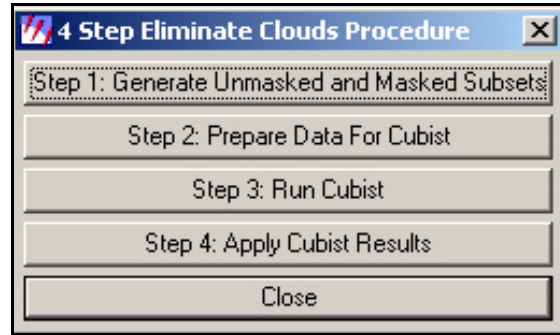 4 Step Eliminate Clouds Procedure
Step 1: Generate Unmasked and Masked Subsets
Step 2: Prepare Data For Cubist
Step 3: Run Cubist
Step 4: Apply Cubist Results
Close